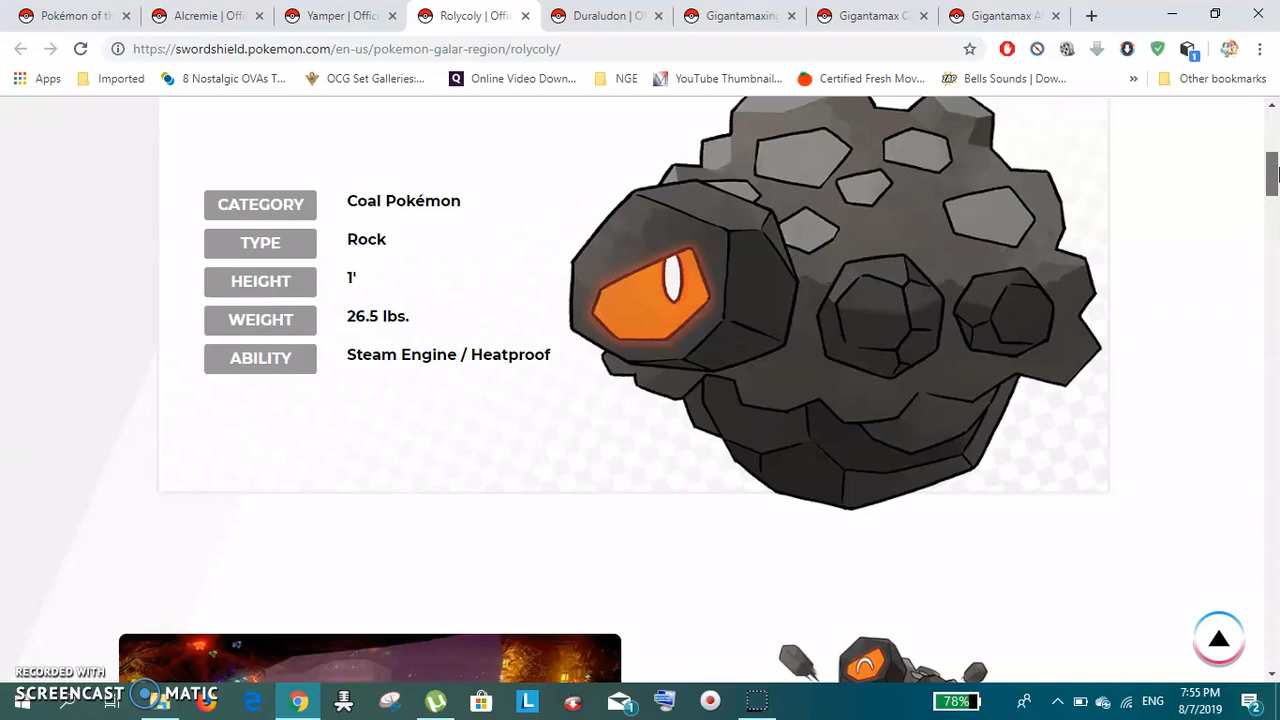 Pokémon of th
Alcremie | Offi
Yamper | Offici
Rolycoly | Offic
Duraludon | O
Gigantamaxing
Gigantamax C
Gigantamax A
https://swordshield.pokemon.com/en-us/pokemon-galar-region/rolycoly/
Apps
Imported
8 Nostalgic OVAs T...
OCG Set Galleries:...
Online Video Down...
NGE
YouTube Thumbnail...
Certified Fresh Mov...
Bells Sounds | Dow...
Other bookmarks
CATEGORY Coal Pokémon
TYPE Rock
HEIGHT 1'
WEIGHT 26.5 lbs.
ABILITY Steam Engine / Heatproof
RECORDED WITH
SCREENCAST MATIC
78%
ENG
7:55 PM
8/7/2019